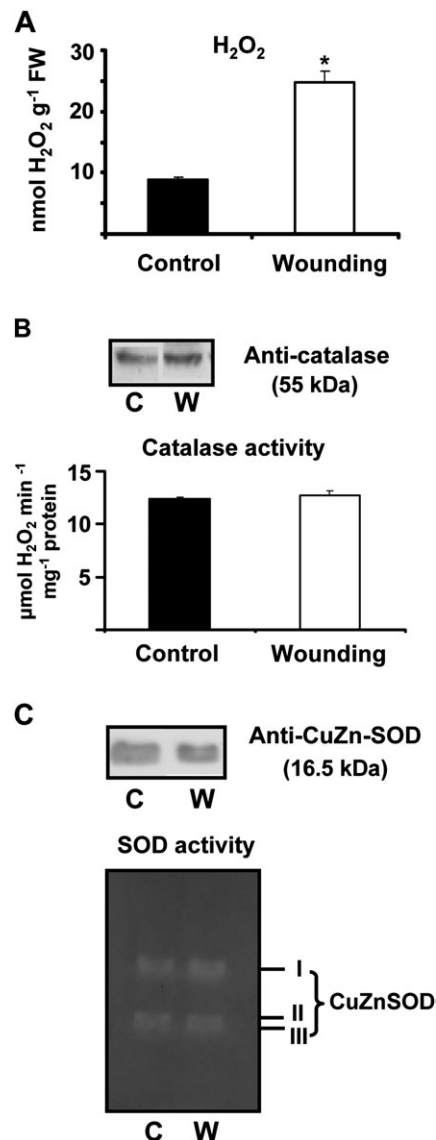 A
H₂O₂
nmol H₂O₂ g⁻¹ FW
30
20
10
*
Control Wounding
B
Anti-catalase
(55 kDa)
C W
Catalase activity
µmol H₂O₂ min⁻¹
mg⁻¹ protein
15
10
5
Control Wounding
C
Anti-CuZn-SOD
(16.5 kDa)
C W
SOD activity
I
II
III
CuZnSOD
C W